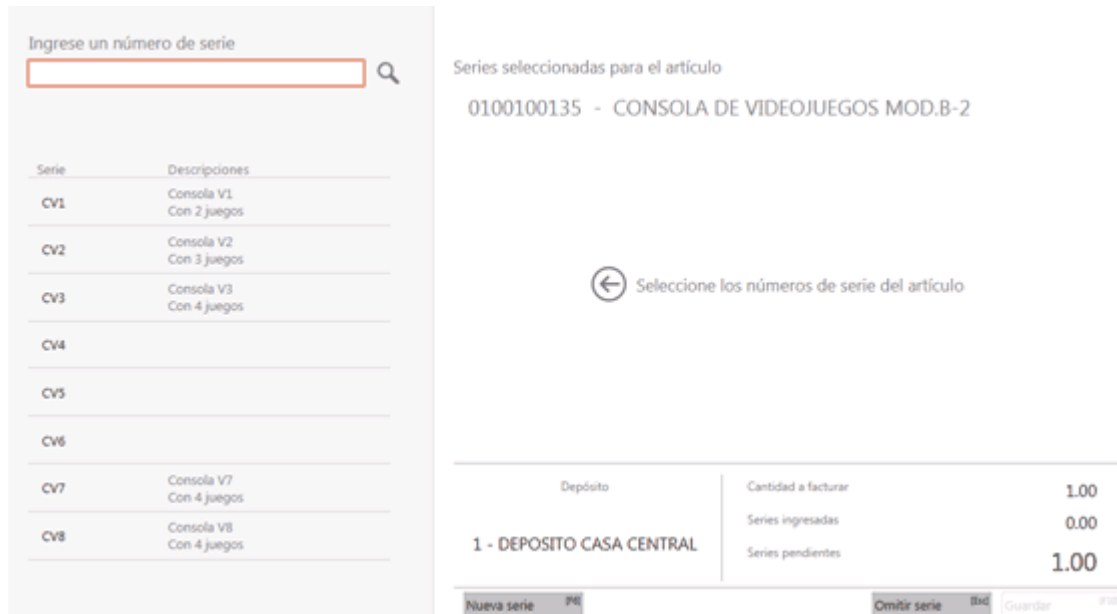 Ingrese un número de serie
Serie Descripciones
CV1 Consola V1
Con 2 juegos
CV2 Consola V2
Con 3 juegos
CV3 Consola V3
Con 4 juegos
CV4
CV5
CV6
CV7 Consola V7
Con 4 juegos
CV8 Consola V8
Con 4 juegos
Series seleccionadas para el artículo
0100100135 - CONSOLA DE VIDEOJUEGOS MOD.B-2
Seleccione los números de serie del artículo
Depósito
1 - DEPOSITO CASA CENTRAL
Cantidad a facturar 1.00
Series ingresadas 0.00
Series pendientes 1.00
Nueva serie Omitir serie Guardar